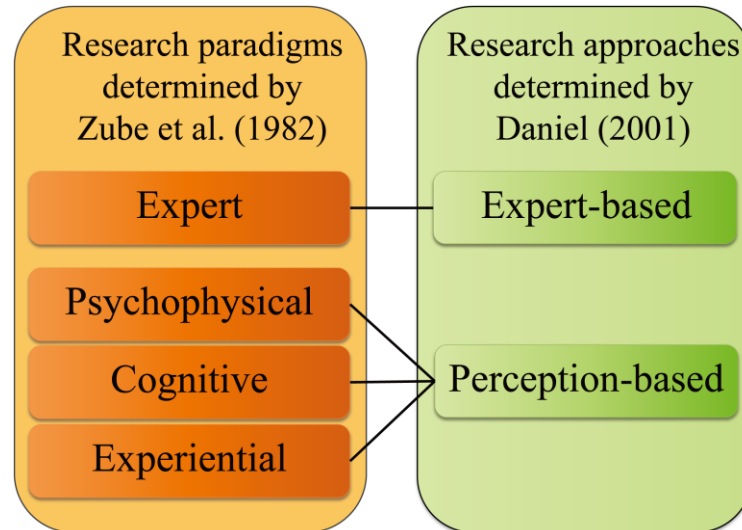 Research paradigms
determined by
Zube et al. (1982)
Expert
Psychophysical
Cognitive
Experiential
Research approaches
determined by
Daniel (2001)
Expert-based
Perception-based